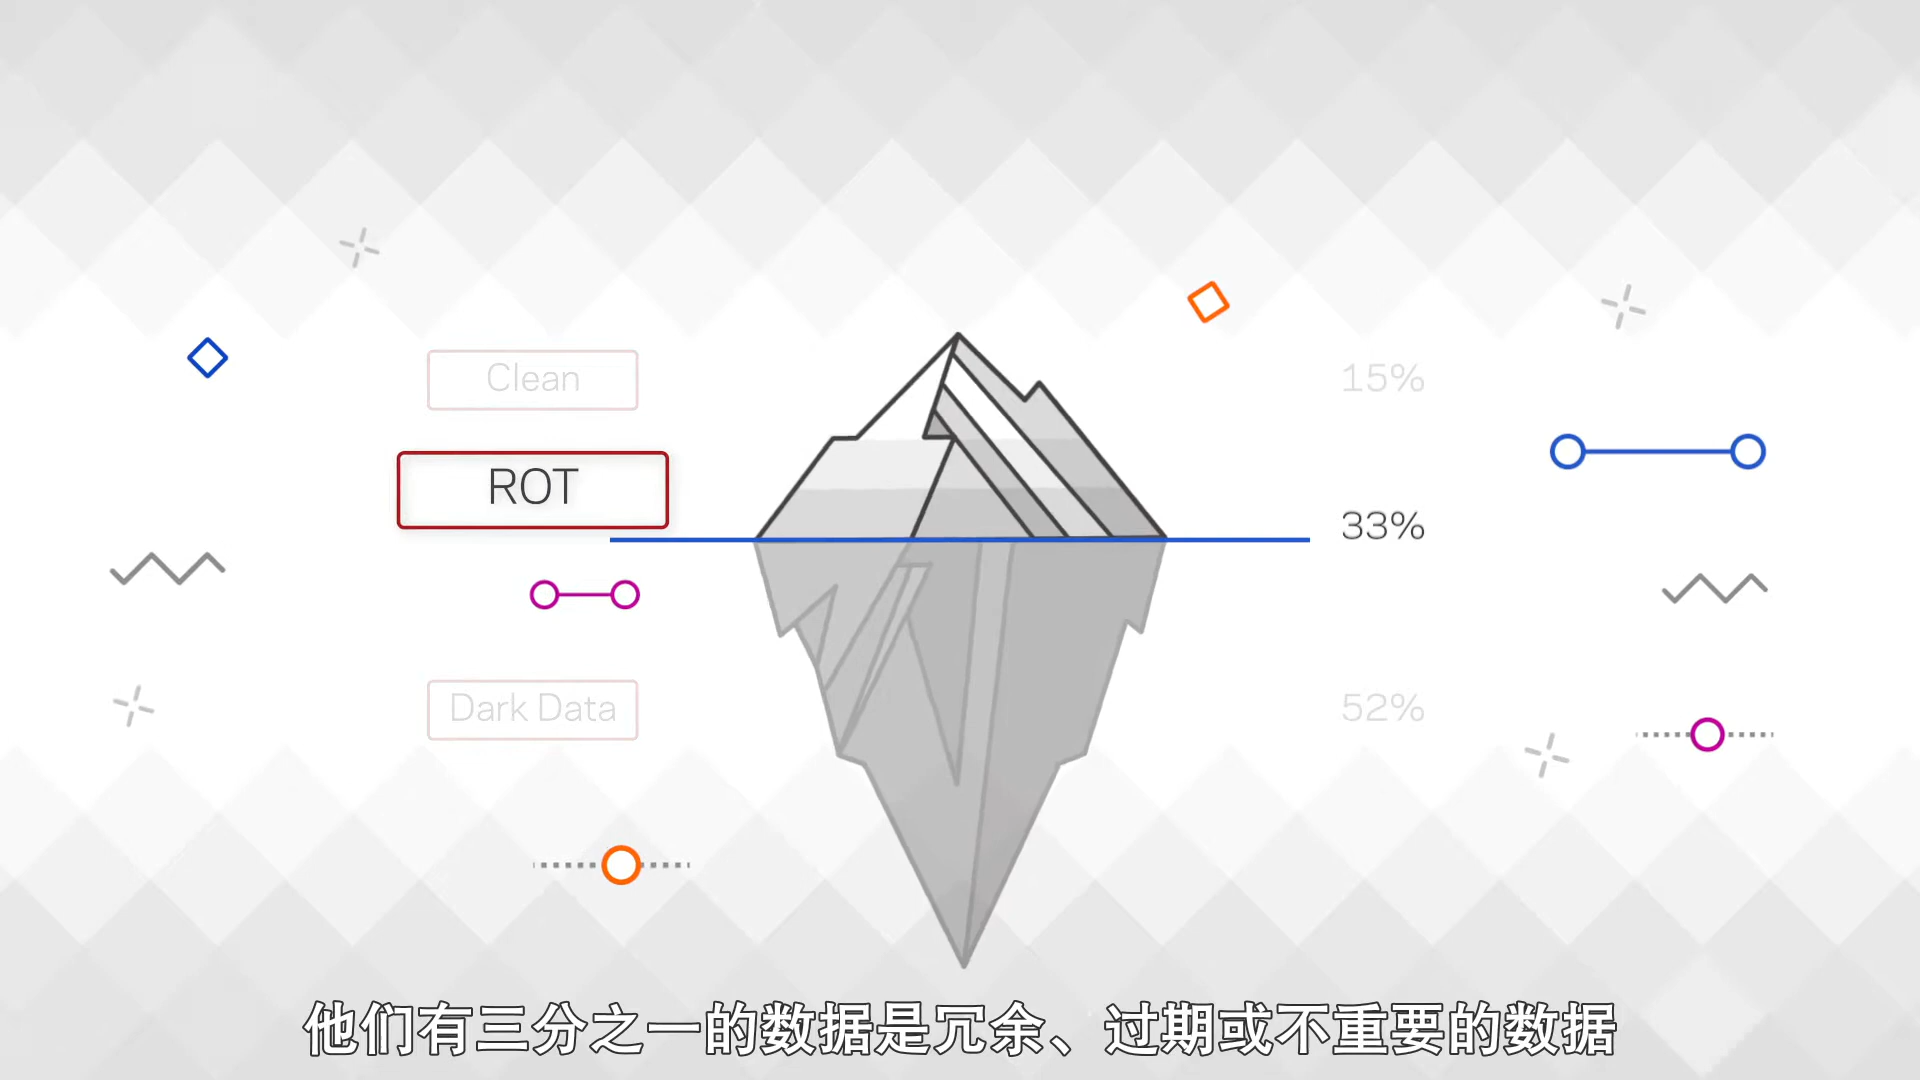 Clean
15%
ROT
33%
Dark Data
52%
他们有三分之一的数据是冗余、过期或不重要的数据